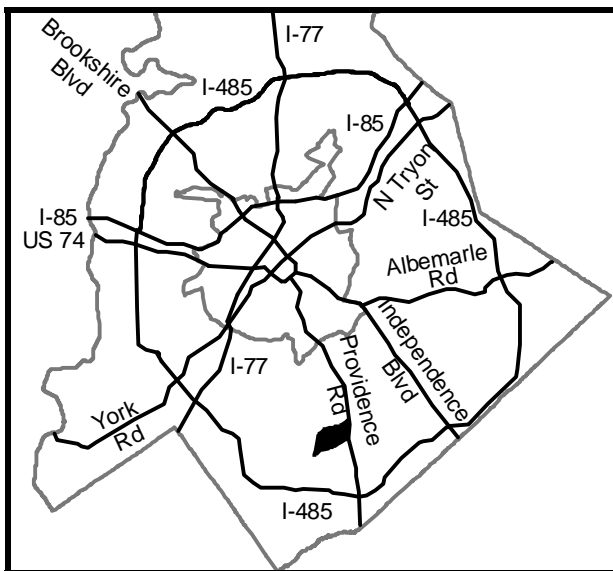 I-77
Brookshire
Blvd
I-485
I-85
N Tryon
St
I-85
US 74
I-485
Albemarle
Rd
Independence
Blvd
Providence
Rd
I-77
York
Rd
I-485